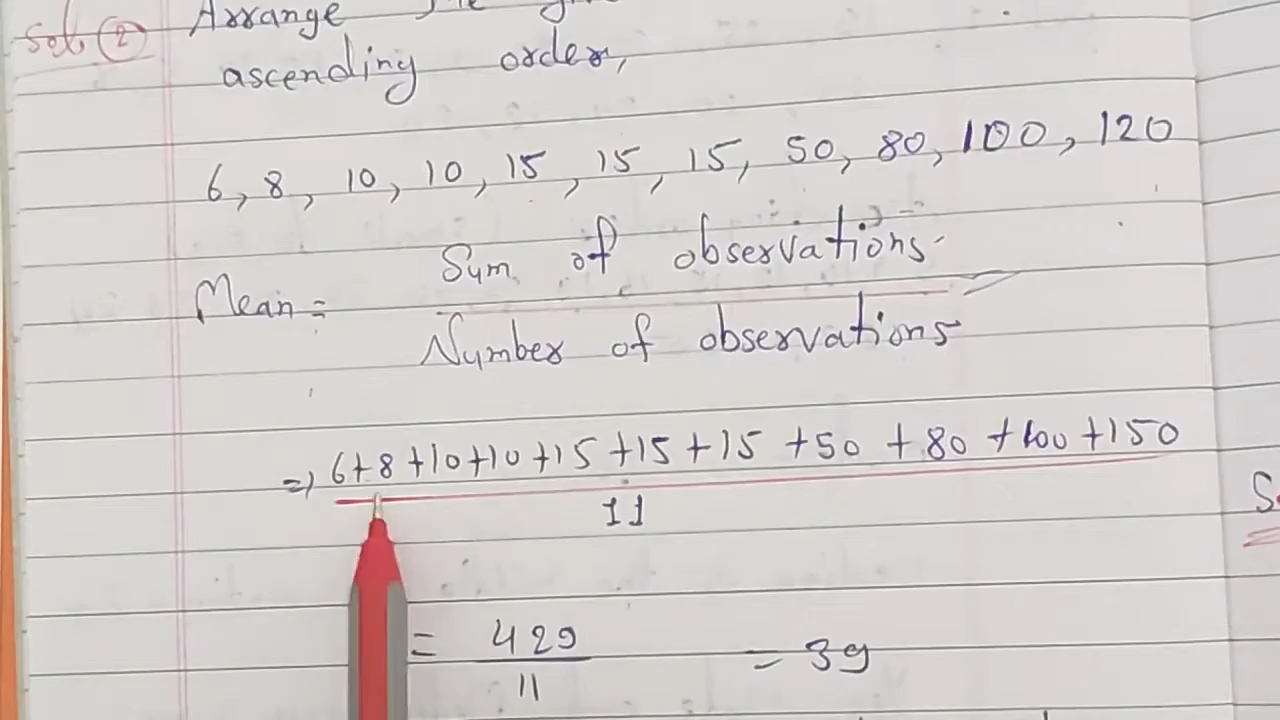 Sol. (2) Arrange the
ascending order,
6, 8, 10, 10, 15, 15, 15, 50, 80, 100, 120
Mean = Sum of observations
Number of observations
=) 6+8+10+10+15+15+15+50+80+100+150
11
= 429 = 39
11